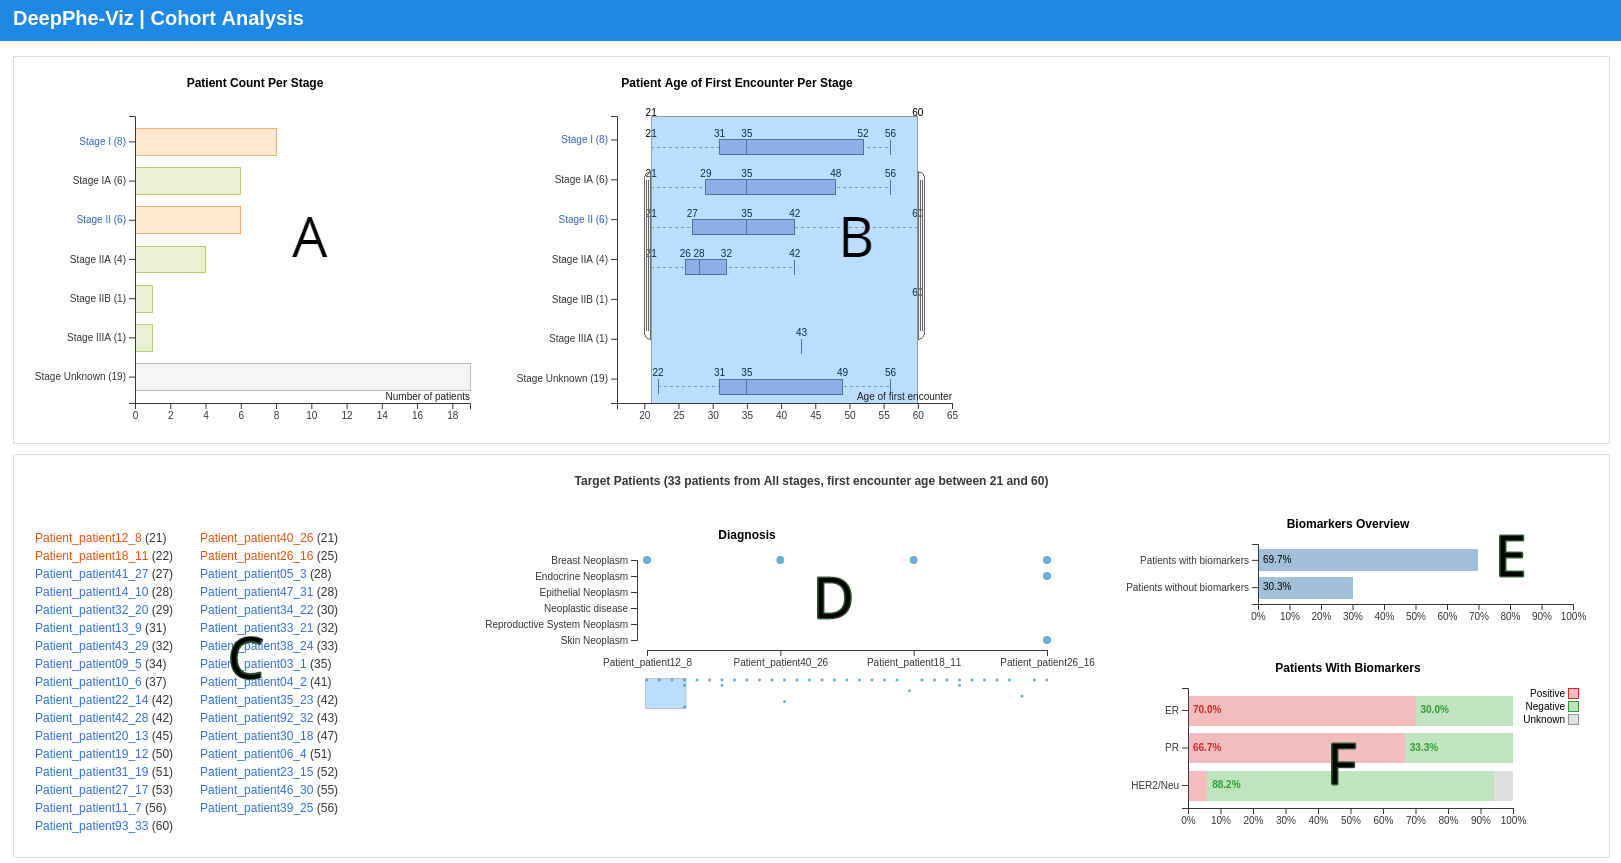 DeepPhe-Viz | Cohort Analysis
Patient Count Per Stage
Stage I (8)
Stage IA (6)
Stage II (6)
Stage IIA (4)
Stage IIB (1)
Stage IIIA (1)
Stage Unknown (19)
Number of patients
0 2 4 6 8 10 12 14 16 18
A
Patient Age of First Encounter Per Stage
21 60
Stage I (8) 21 31 35 52 56
Stage IA (6) 21 29 35 48 56
Stage II (6) 21 27 35 42 60
Stage IIA (4) 21 26 28 32 42
Stage IIB (1) 60
Stage IIIA (1) 43
Stage Unknown (19) 22 31 35 49 56
Age of first encounter
20 25 30 35 40 45 50 55 60 65
B
Target Patients (33 patients from All stages, first encounter age between 21 and 60)
Patient_patient12_8 (21) Patient_patient40_26 (21)
Patient_patient18_11 (22) Patient_patient26_16 (25)
Patient_patient41_27 (27) Patient_patient05_3 (28)
Patient_patient14_10 (28) Patient_patient47_31 (28)
Patient_patient32_20 (29) Patient_patient34_22 (30)
Patient_patient13_9 (31) Patient_patient33_21 (32)
Patient_patient43_29 (32) Patient_patient38_24 (33)
Patient_patient09_5 (34) Patient_patient03_1 (35)
Patient_patient10_6 (37) Patient_patient04_2 (41)
Patient_patient22_14 (42) Patient_patient35_23 (42)
Patient_patient42_28 (42) Patient_patient92_32 (43)
Patient_patient20_13 (45) Patient_patient30_18 (47)
Patient_patient19_12 (50) Patient_patient06_4 (51)
Patient_patient31_19 (51) Patient_patient23_15 (52)
Patient_patient27_17 (53) Patient_patient46_30 (55)
Patient_patient11_7 (56) Patient_patient39_25 (56)
Patient_patient93_33 (60)
C
Diagnosis
Breast Neoplasm
Endocrine Neoplasm
Epithelial Neoplasm
Neoplastic disease
Reproductive System Neoplasm
Skin Neoplasm
Patient_patient12_8 Patient_patient40_26 Patient_patient18_11 Patient_patient26_16
D
Biomarkers Overview
Patients with biomarkers 69.7%
Patients without biomarkers 30.3%
0% 10% 20% 30% 40% 50% 60% 70% 80% 90% 100%
E
Patients With Biomarkers
Positive
Negative
Unknown
ER 70.0% 30.0%
PR 66.7% 33.3%
HER2/Neu 88.2%
0% 10% 20% 30% 40% 50% 60% 70% 80% 90% 100%
F